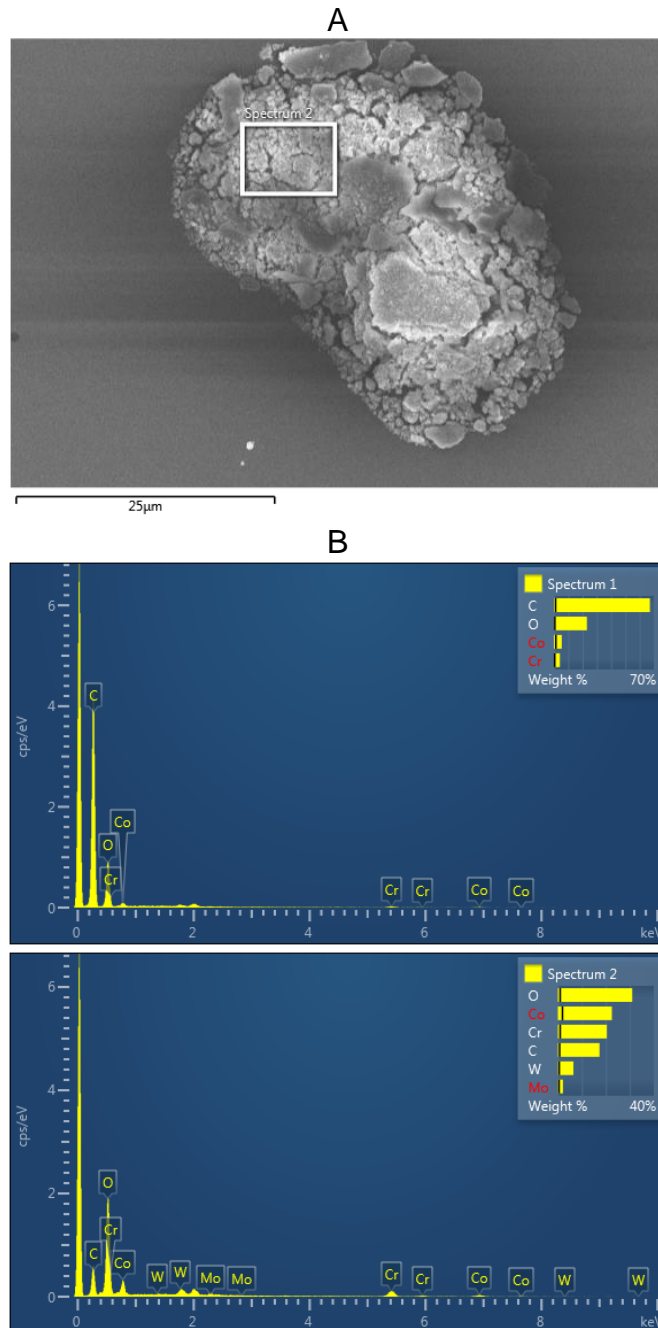 A
Spectrum 2
25µm
B
Spectrum 1
C
O
Co
Cr
Weight % 70%
6
4
2
0
cps/eV
C
Co
O
Cr
Cr
Cr
Co
Co
0 2 4 6 8 keV
Spectrum 2
O
Co
Cr
C
W
Mo
Weight % 40%
6
4
2
0
cps/eV
O
Cr
C
Co
W
W
Mo
Mo
Cr
Cr
Co
Co
W
W
0 2 4 6 8 keV